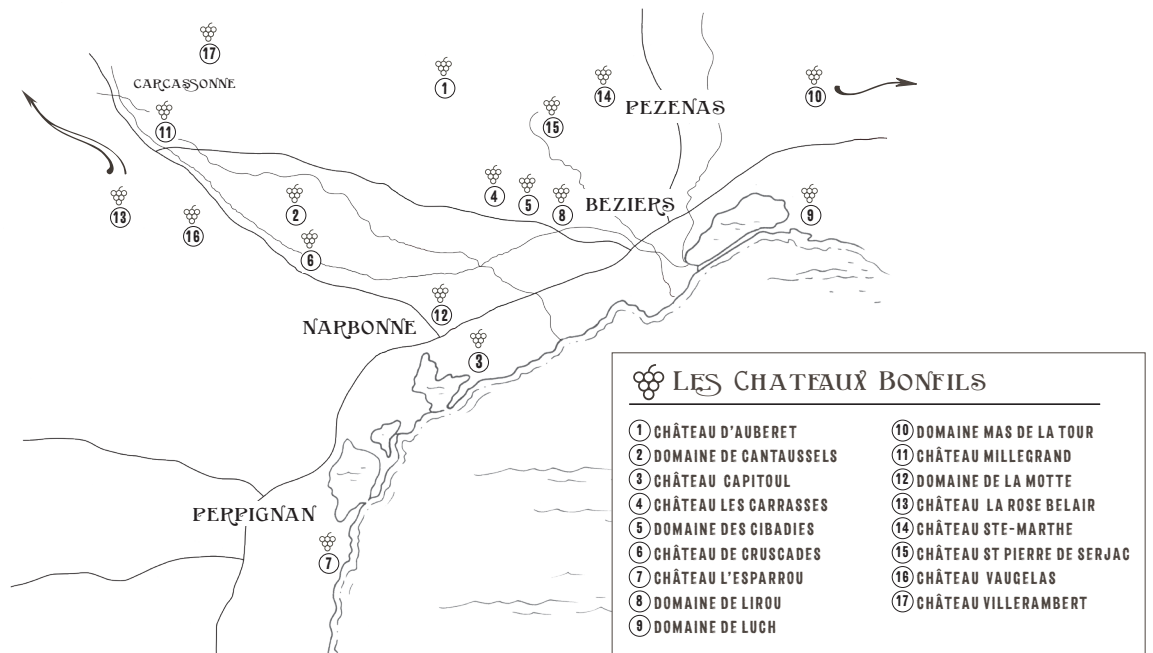 17
CARCASSONNE
1
14
10
PEZENAS
11
15
4
5
8
BEZIERS
9
13
2
16
6
12
NARBONNE
3
PERPIGNAN
7
LES CHATEAUX BONFILS
1 CHÂTEAU D'AUBERET
2 DOMAINE DE CANTAUSSELS
3 CHÂTEAU CAPITOUL
4 CHÂTEAU LES CARRASSES
5 DOMAINE DES CIBADIES
6 CHÂTEAU DE CRUSCADES
7 CHÂTEAU L'ESPARROU
8 DOMAINE DE LIROU
9 DOMAINE DE LUCH
10 DOMAINE MAS DE LA TOUR
11 CHÂTEAU MILLEGRAND
12 DOMAINE DE LA MOTTE
13 CHÂTEAU LA ROSE BELAIR
14 CHÂTEAU STE-MARTHE
15 CHÂTEAU ST PIERRE DE SERJAC
16 CHÂTEAU VAUGELAS
17 CHÂTEAU VILLERAMBERT